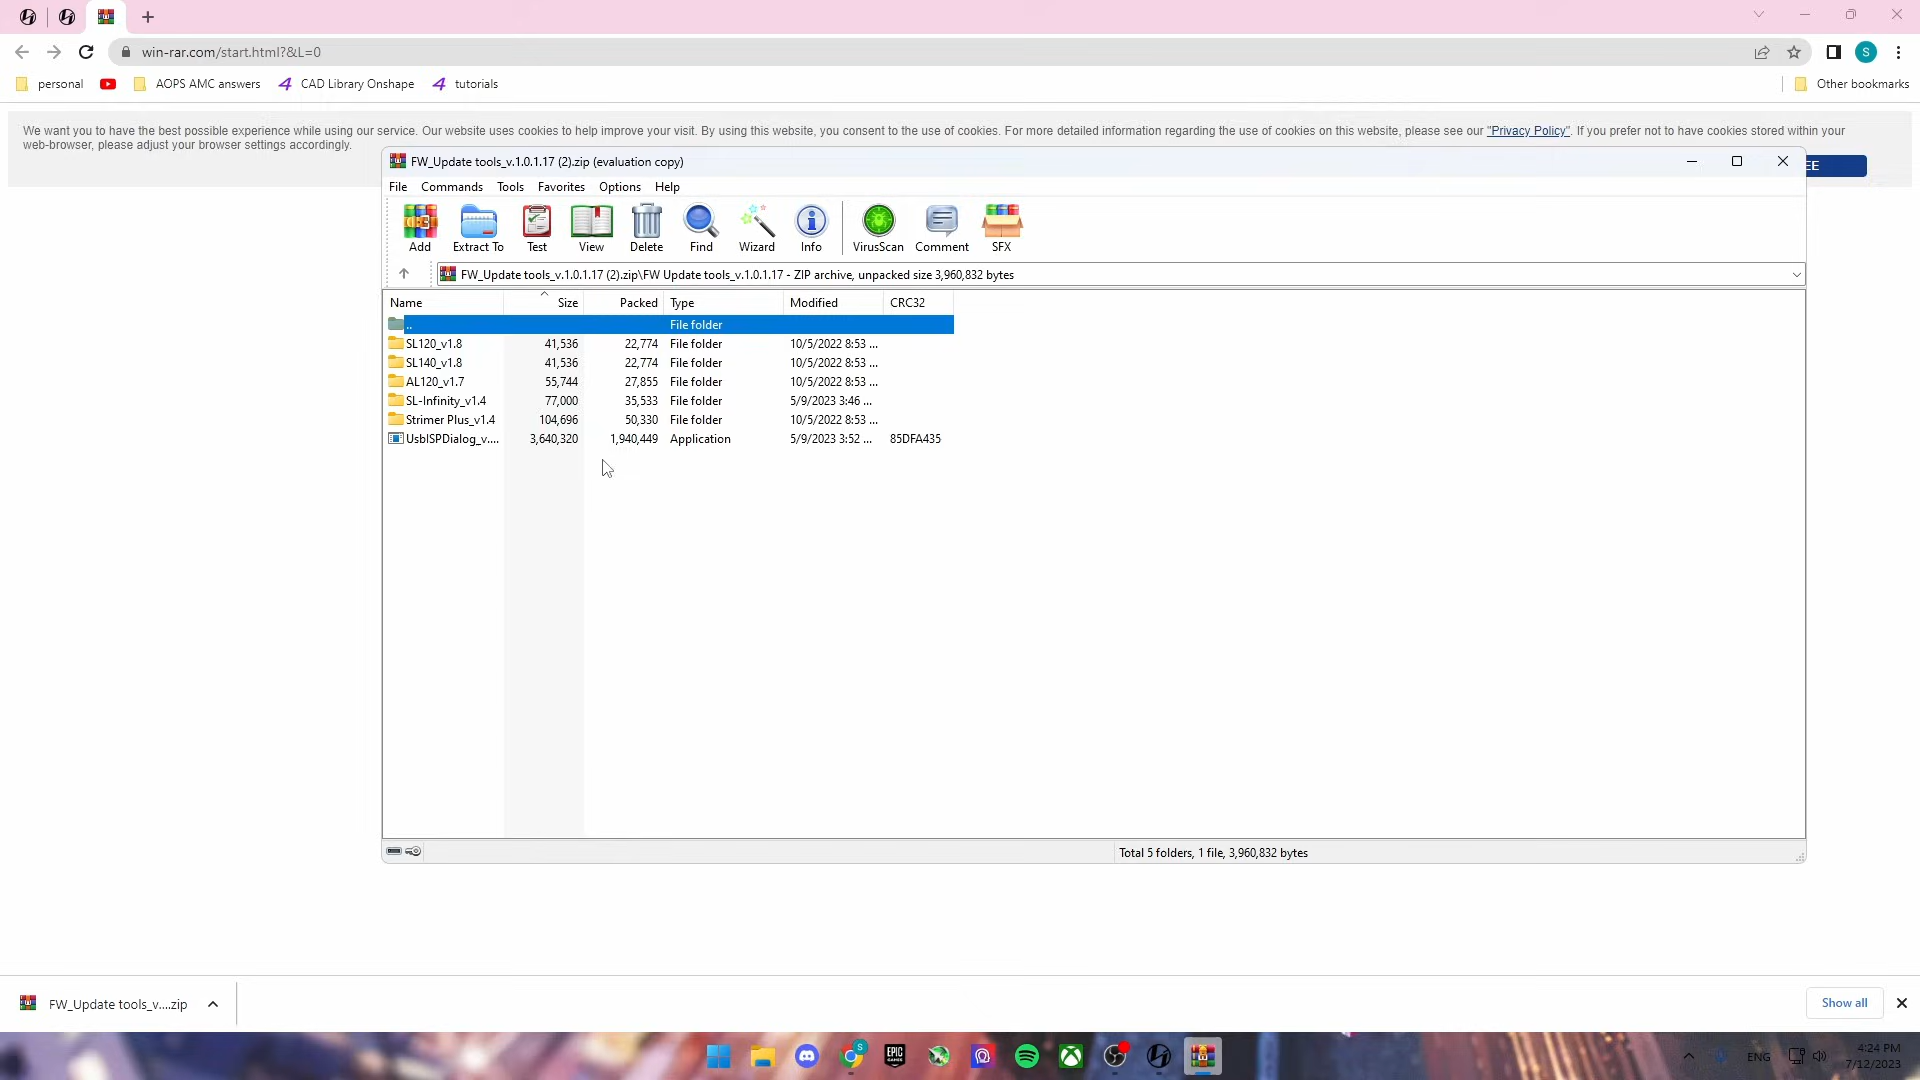 win-rar.com/start.html?&L=0
S
personal
AOPS AMC answers
CAD Library Onshape
tutorials
Other bookmarks
We want you to have the best possible experience while using our service. Our website uses cookies to help improve your visit. By using this website, you consent to the use of cookies. For more detailed information regarding the use of cookies on this website, please see our "Privacy Policy". If you prefer not to have cookies stored within your
web-browser, please adjust your browser settings accordingly.
EE
FW_Update tools_v.1.0.1.17 (2).zip (evaluation copy)
File Commands Tools Favorites Options Help
Add Extract To Test View Delete Find Wizard Info VirusScan Comment SFX
FW_Update tools_v.1.0.1.17 (2).zip\FW Update tools_v.1.0.1.17 - ZIP archive, unpacked size 3,960,832 bytes
Name Size Packed Type Modified CRC32
.. File folder
SL120_v1.8 41,536 22,774 File folder 10/5/2022 8:53 ...
SL140_v1.8 41,536 22,774 File folder 10/5/2022 8:53 ...
AL120_v1.7 55,744 27,855 File folder 10/5/2022 8:53 ...
SL-Infinity_v1.4 77,000 35,533 File folder 5/9/2023 3:46 ...
Strimer Plus_v1.4 104,696 50,330 File folder 10/5/2022 8:53 ...
UsbISPDialog_v.... 3,640,320 1,940,449 Application 5/9/2023 3:52 ... 85DFA435
Total 5 folders, 1 file, 3,960,832 bytes
FW_Update tools_v....zip
Show all
S
EPIC
GAMES
ENG
4:24 PM
7/12/2023